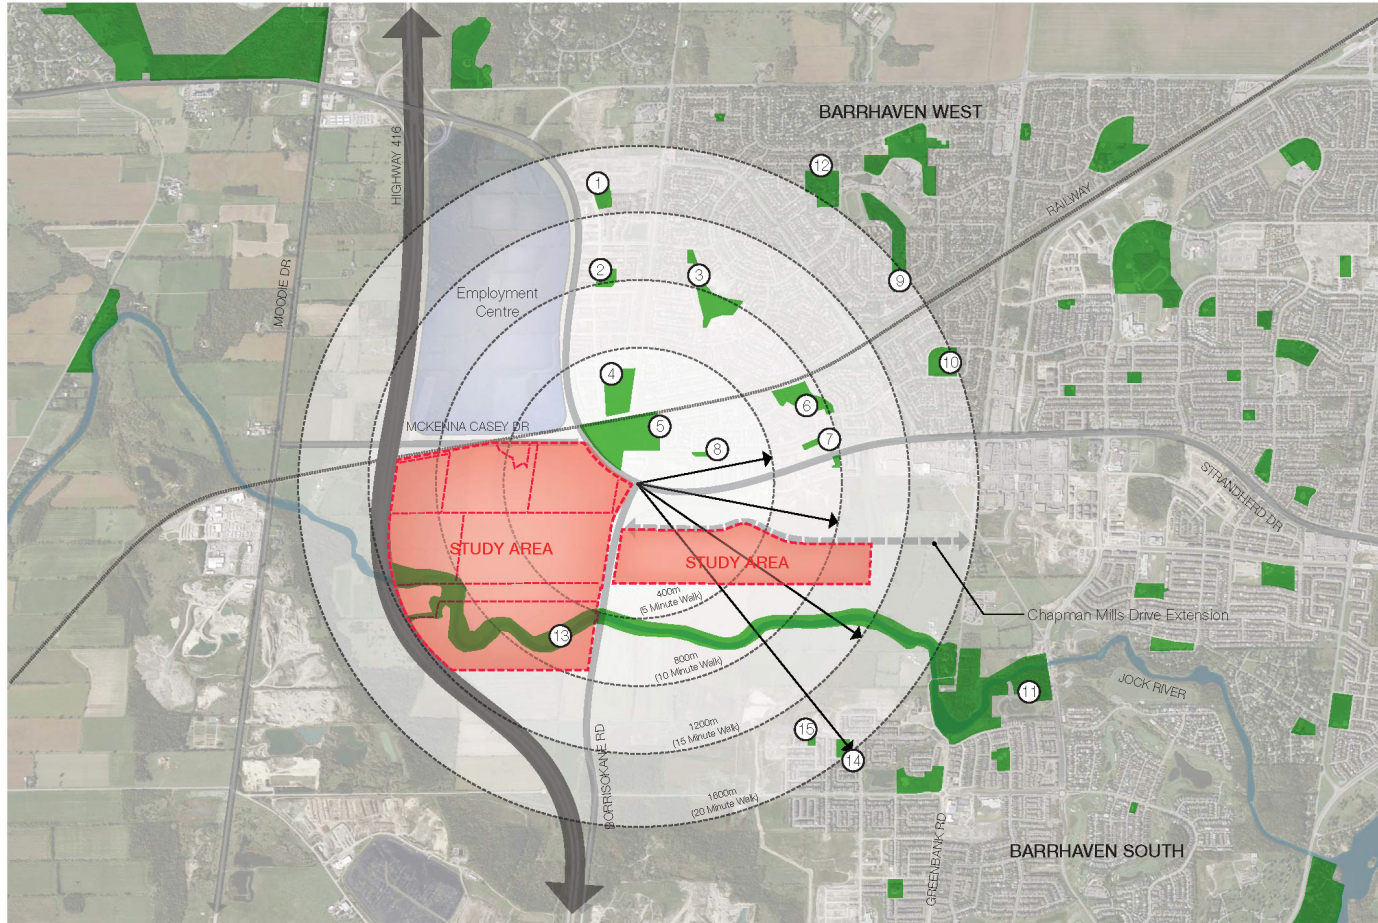 BARRHAVEN WEST
HIGHWAY 416
12
1
RAILWAY
MOODIE DR
2
3
9
Employment
Centre
10
4
6
MCKENNA CASEY DR
5
7
8
STRANDHERD DR
STUDY AREA
STUDY AREA
400m
(5 Minute Walk)
Chapman Mills Drive Extension
13
800m
(10 Minute Walk)
JOCK RIVER
11
1200m
(15 Minute Walk)
15
14
BORRISOKANE RD
1600m
(20 Minute Walk)
GREENBANK RD
BARRHAVEN SOUTH